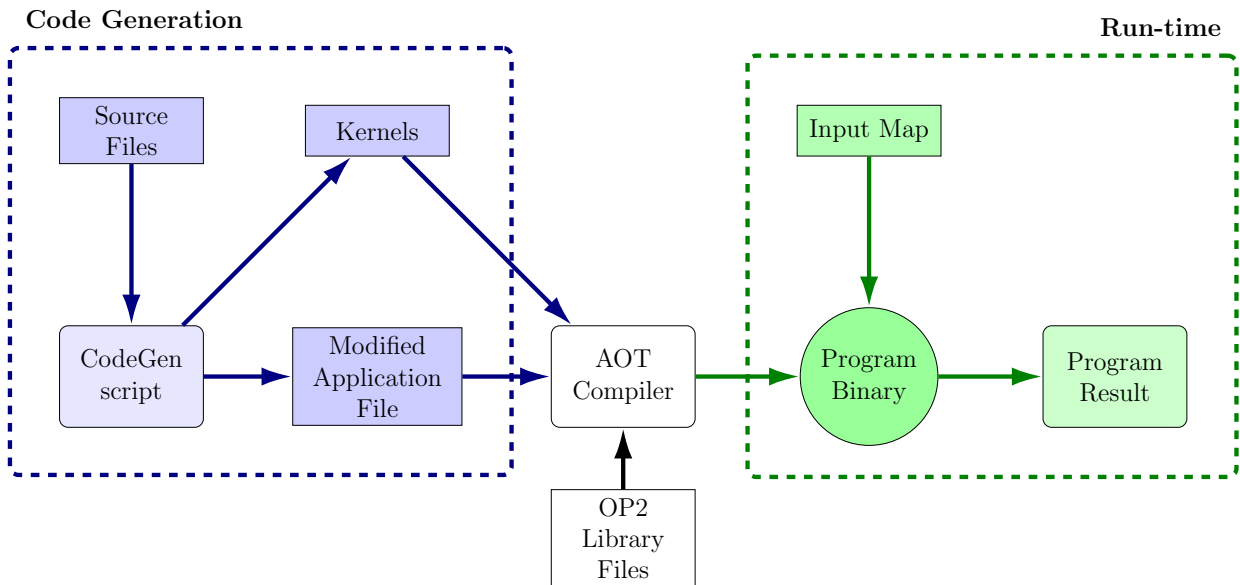 Code Generation
Run-time
Source
Files
Kernels
Input Map
CodeGen
script
Modified
Application
File
AOT
Compiler
Program
Binary
Program
Result
OP2
Library
Files